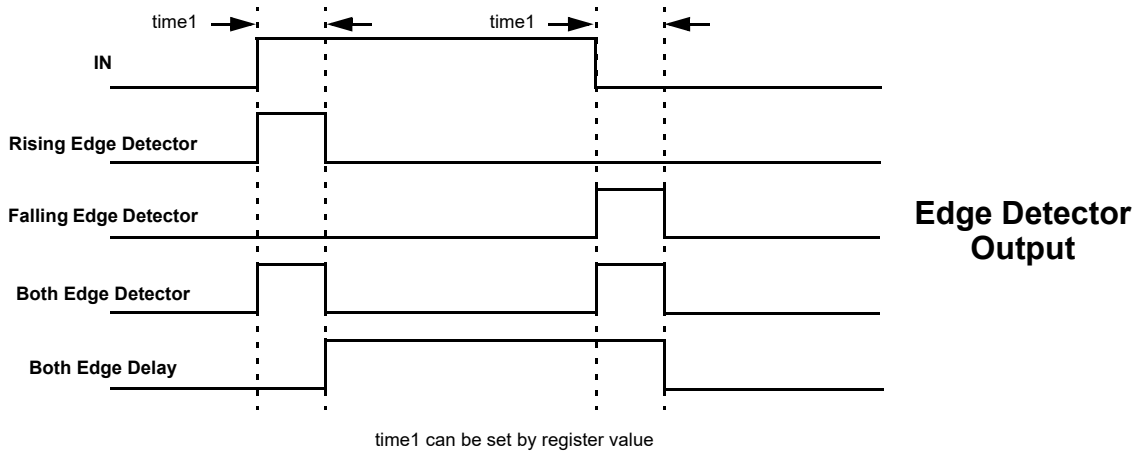 time1
time1
IN
Rising Edge Detector
Falling Edge Detector
Edge Detector
Output
Both Edge Detector
Both Edge Delay
time1 can be set by register value